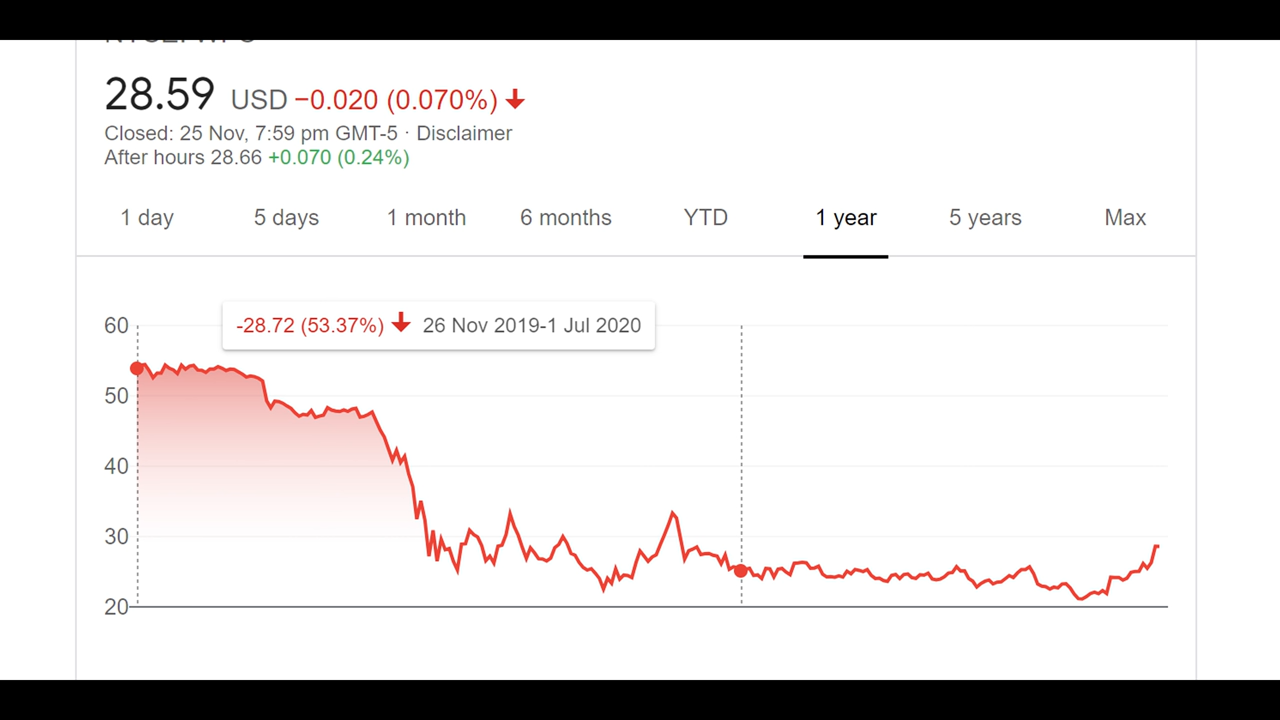 28.59 USD −0.020 (0.070%)
Closed: 25 Nov, 7:59 pm GMT-5 · Disclaimer
After hours 28.66 +0.070 (0.24%)
1 day 5 days 1 month 6 months YTD 1 year 5 years Max
-28.72 (53.37%) 26 Nov 2019-1 Jul 2020
60
50
40
30
20